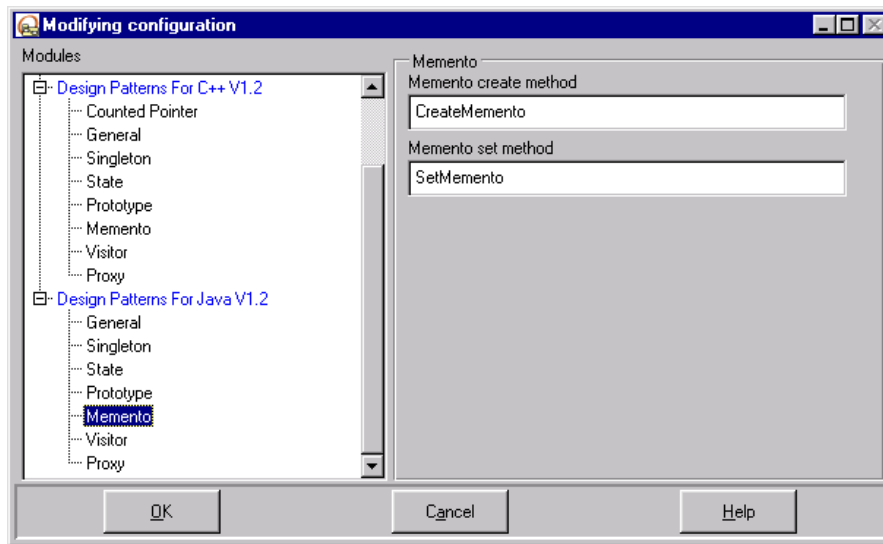 Modifying configuration
Modules
Design Patterns For C++ V1.2
Counted Pointer
General
Singleton
State
Prototype
Memento
Visitor
Proxy
Design Patterns For Java V1.2
General
Singleton
State
Prototype
Memento
Visitor
Proxy
Memento
Memento create method
CreateMemento
Memento set method
SetMemento
OK
Cancel
Help